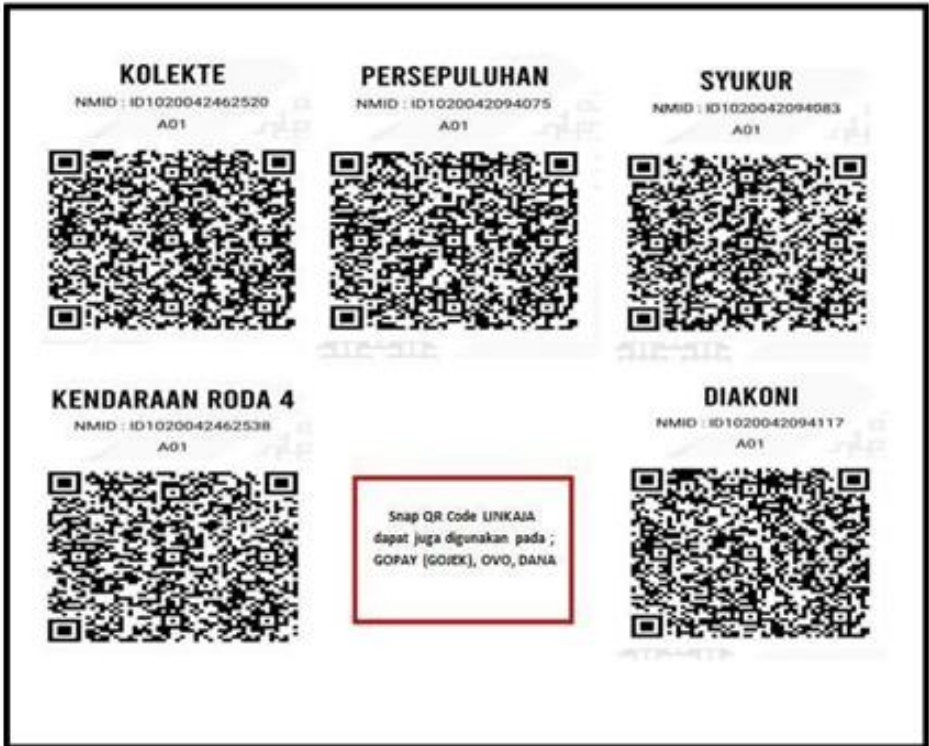 KOLEKTE
NMID : ID1020042462520
A01
PERSEPULUHAN
NMID : ID1020042094075
A01
SYUKUR
NMID : ID1020042094083
A01
KENDARAAN RODA 4
NMID : ID1020042462538
A01
Snap QR Code LINKAJA
dapat juga digunakan pada ;
GOPAY (GOJEK), OVO, DANA
DIAKONI
NMID : ID1020042094117
A01